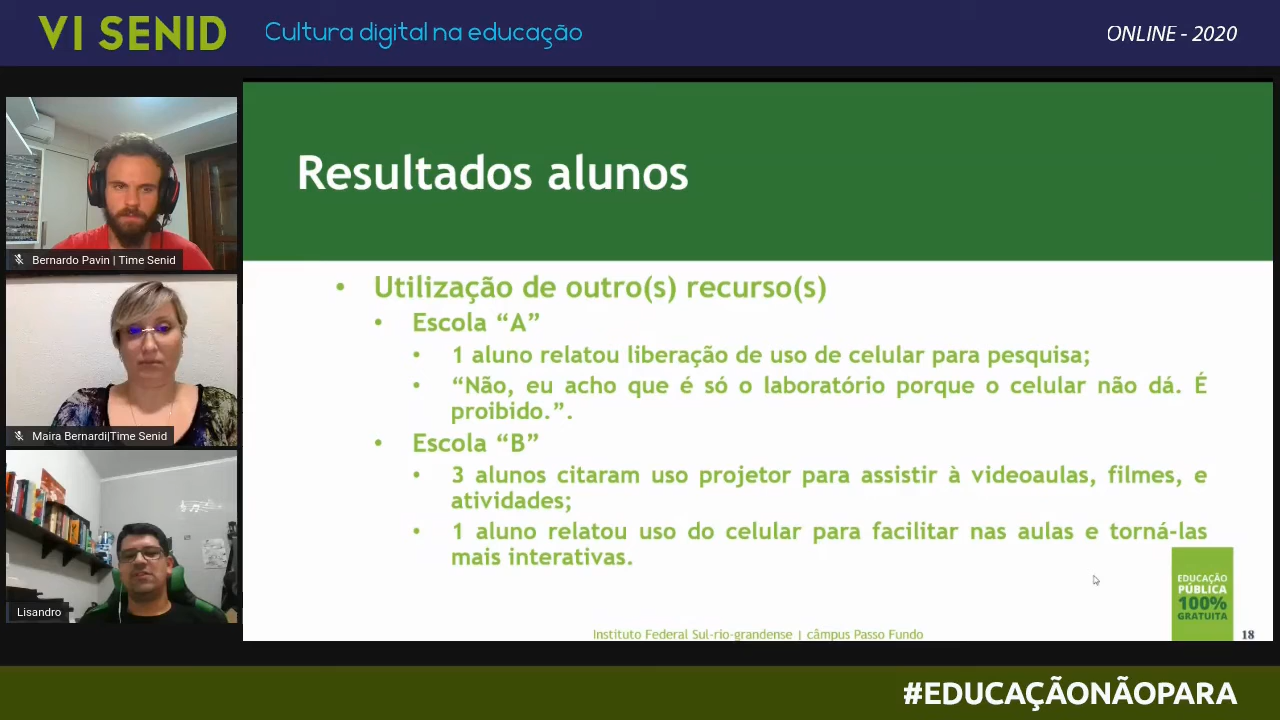 VI SENID
Cultura digital na educação
ONLINE - 2020
Bernardo Pavin | Time Senid
Maira Bernardi|Time Senid
Lisandro
Resultados alunos
• Utilização de outro(s) recurso(s)
• Escola “A”
• 1 aluno relatou liberação de uso de celular para pesquisa;
• “Não, eu acho que é só o laboratório porque o celular não dá. É
proibido.”.
• Escola “B”
• 3 alunos citaram uso projetor para assistir à videoaulas, filmes, e
atividades;
• 1 aluno relatou uso do celular para facilitar nas aulas e torná-las
mais interativas.
EDUCAÇÃO
PÚBLICA
100%
GRATUITA
Instituto Federal Sul-rio-grandense | câmpus Passo Fundo
18
#EDUCAÇÃONÃOPARA